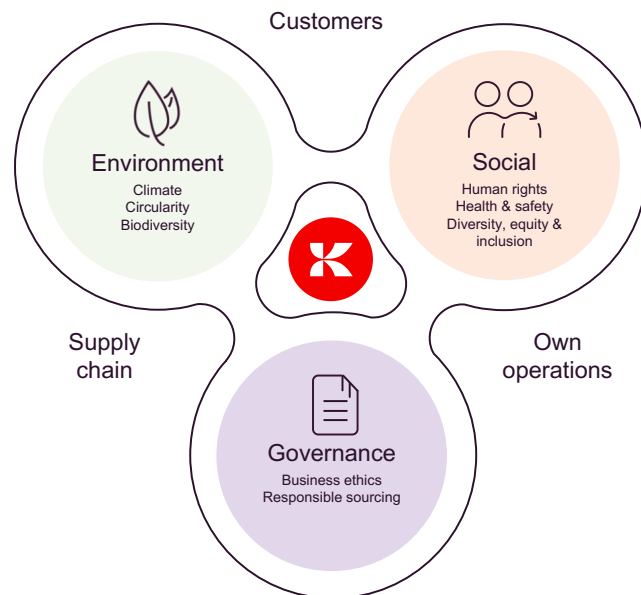 Customers
Environment
Climate
Circularity
Biodiversity
Social
Human rights
Health & safety
Diversity, equity &
inclusion
Supply
chain
Own
operations
Governance
Business ethics
Responsible sourcing